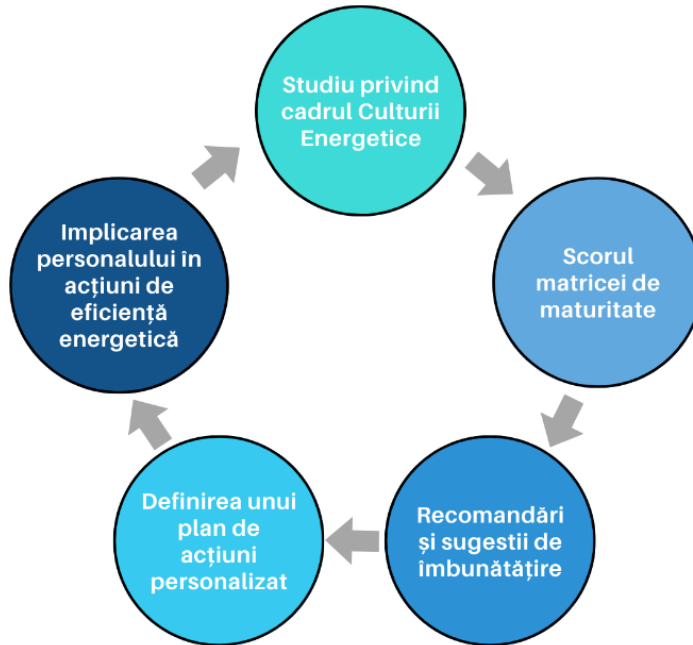 Studiu privind
cadrul Culturii
Energetice
Scorul
matricei de
maturitate
Recomandări
și sugestii de
îmbunătățire
Definirea unui
plan de
acțiuni
personalizat
Implicarea
personalului în
acțiuni de
eficiență
energetică